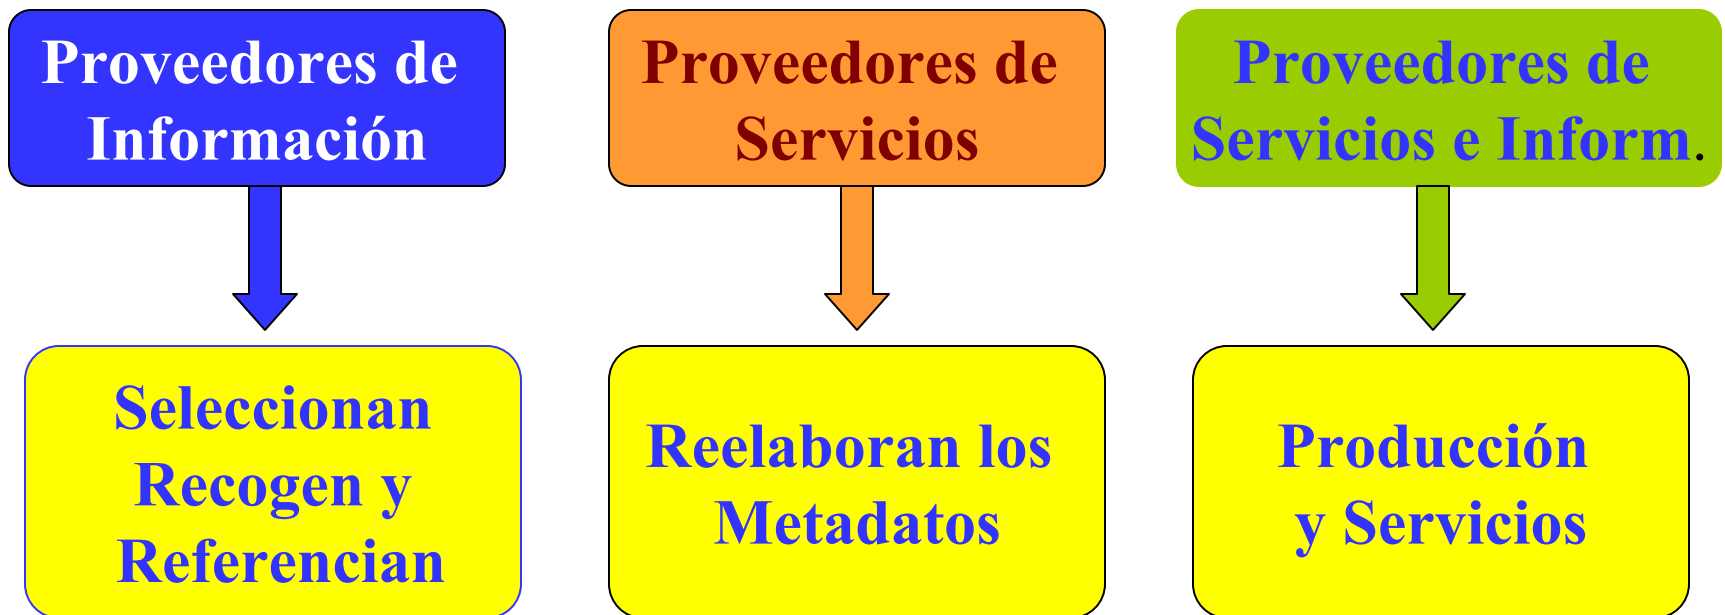 Proveedores de
Información
Proveedores de
Servicios
Proveedores de
Servicios e Inform.
Seleccionan
Recogen y
Referencian
Reelaboran los
Metadatos
Producción
y Servicios